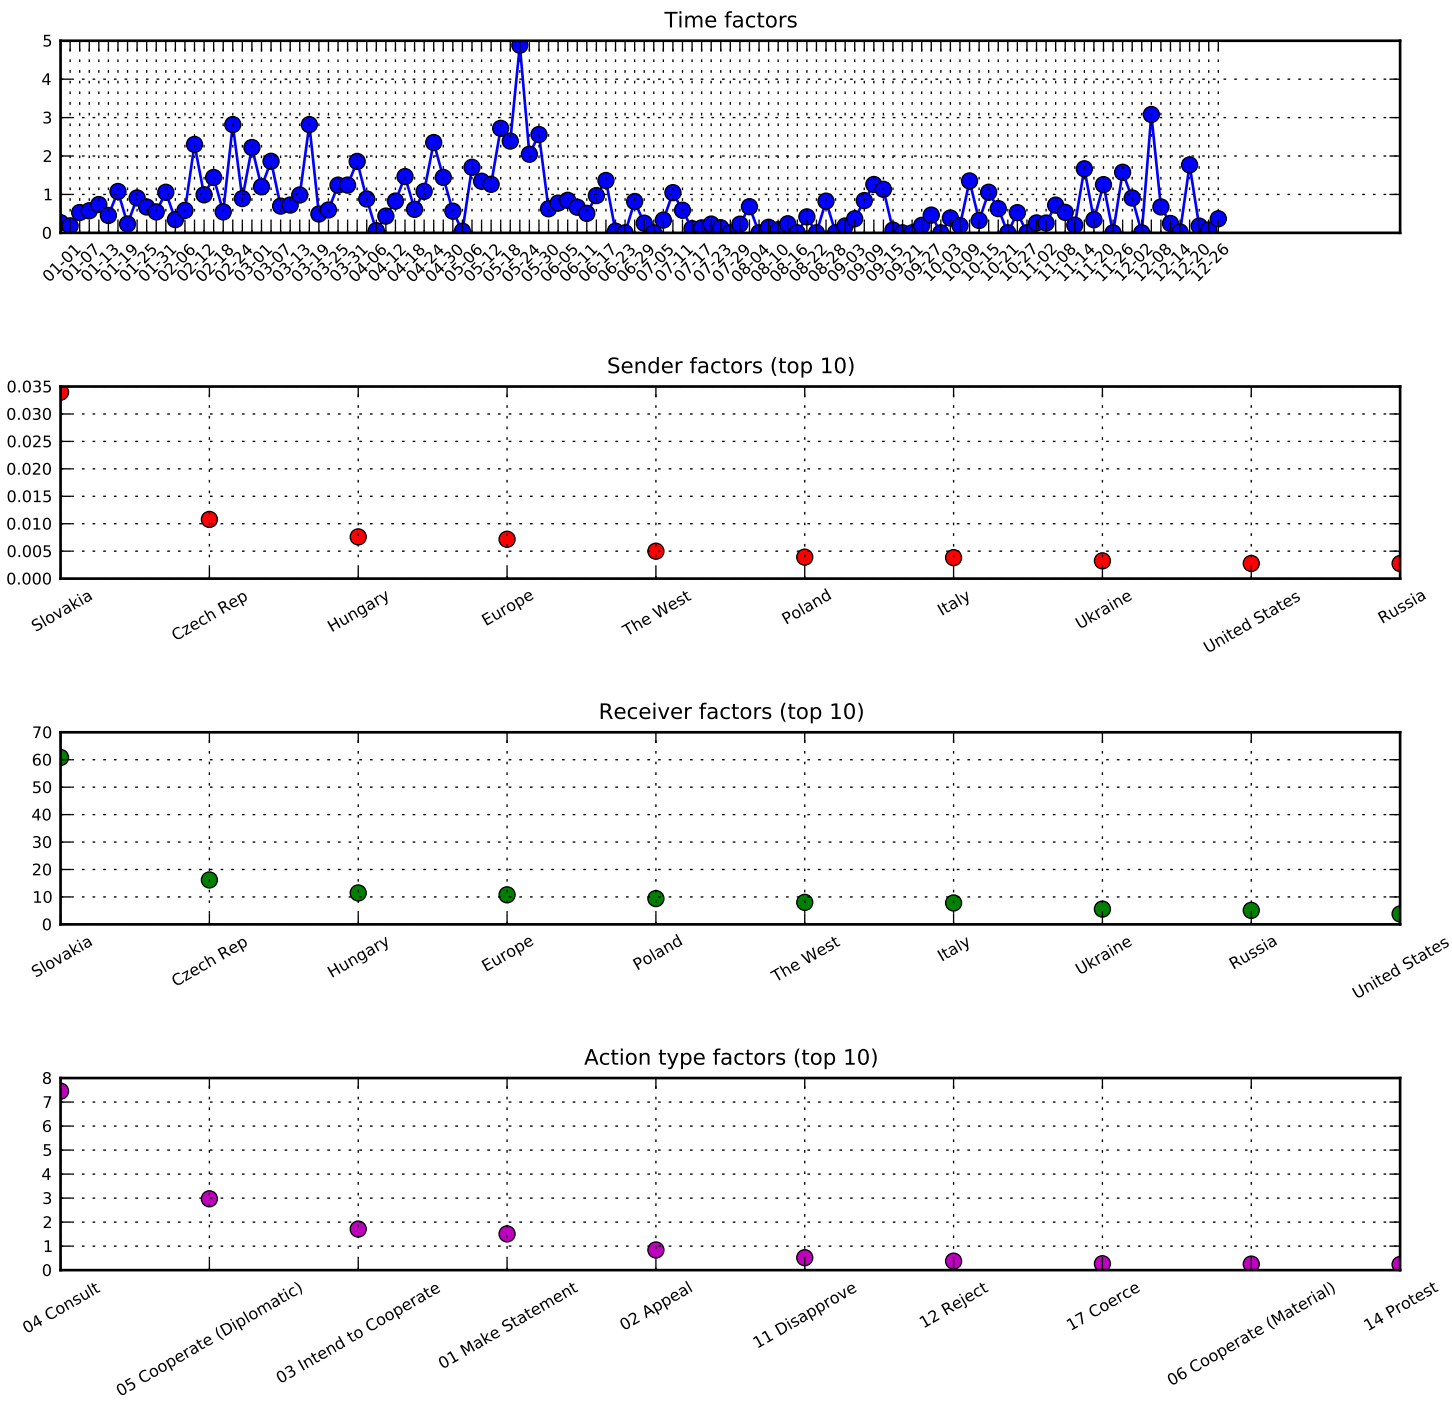 Time factors
5
4
3
2
1
0
01-01
01-07
01-13
01-19
01-25
01-31
02-06
02-12
02-18
02-24
03-01
03-07
03-13
03-19
03-25
03-31
04-06
04-12
04-18
04-24
04-30
05-06
05-12
05-18
05-24
05-30
06-05
06-11
06-17
06-23
06-29
07-05
07-11
07-17
07-23
07-29
08-04
08-10
08-16
08-22
08-28
09-03
09-09
09-15
09-21
09-27
10-03
10-09
10-15
10-21
10-27
11-02
11-08
11-14
11-20
11-26
12-02
12-08
12-14
12-20
12-26
Sender factors (top 10)
0.035
0.030
0.025
0.020
0.015
0.010
0.005
0.000
Slovakia
Czech Rep
Hungary
Europe
The West
Poland
Italy
Ukraine
United States
Russia
Receiver factors (top 10)
70
60
50
40
30
20
10
0
Slovakia
Czech Rep
Hungary
Europe
Poland
The West
Italy
Ukraine
Russia
United States
Action type factors (top 10)
8
7
6
5
4
3
2
1
0
04 Consult
05 Cooperate (Diplomatic)
03 Intend to Cooperate
01 Make Statement
02 Appeal
11 Disapprove
12 Reject
17 Coerce
06 Cooperate (Material)
14 Protest